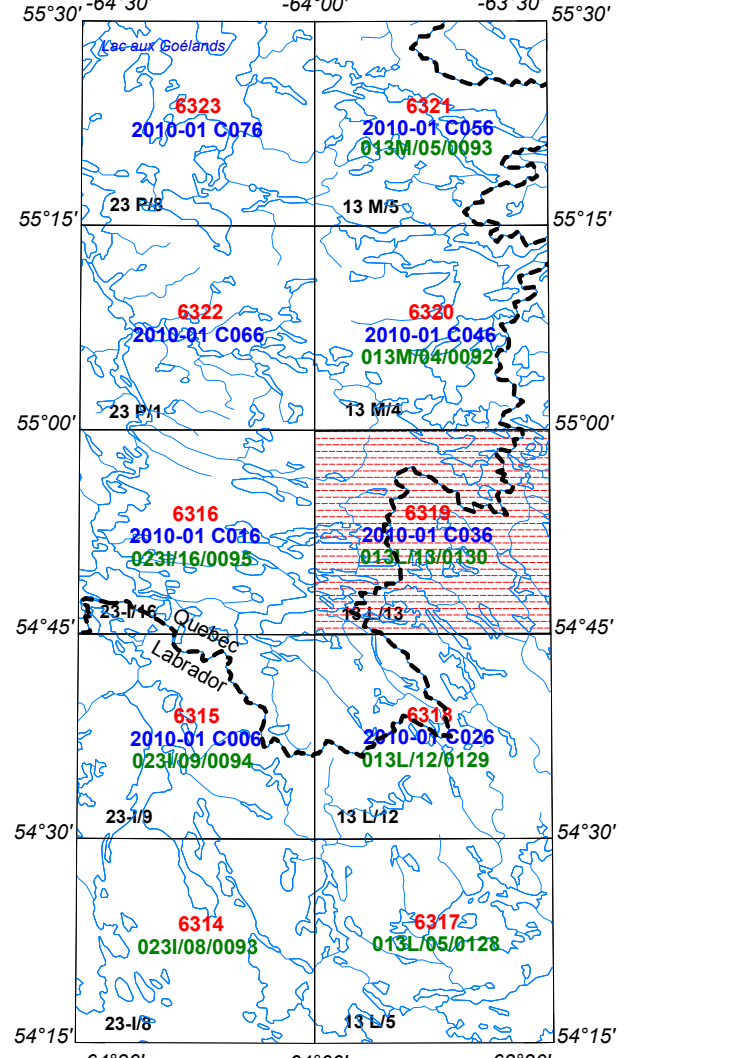 -64°30'
-64°00'
-63°30'
55°30'
55°30'
Lac aux Goélands
6323
2010-01 C076
23 P/8
6321
2010-01 C056
013M/05/0093
13 M/5
55°15'
55°15'
6322
2010-01 C066
23 P/1
6320
2010-01 C046
013M/04/0092
13 M/4
55°00'
55°00'
6316
2010-01 C016
023I/16/0095
23-I/16
6319
2010-01 C036
013L/13/0130
13 L/13
Quebec
Labrador
54°45'
54°45'
6315
2010-01 C006
023I/09/0094
23-I/9
6318
2010-01 C026
013L/12/0129
13 L/12
54°30'
54°30'
6314
023I/08/0093
23-I/8
6317
013L/05/0128
13 L/5
54°15'
54°15'